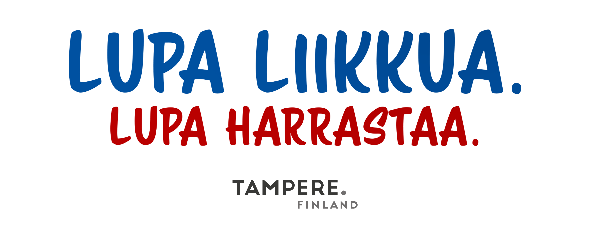 LUPA LIIKKUA.
LUPA HARRASTAA.
TAMPERE.
FINLAND